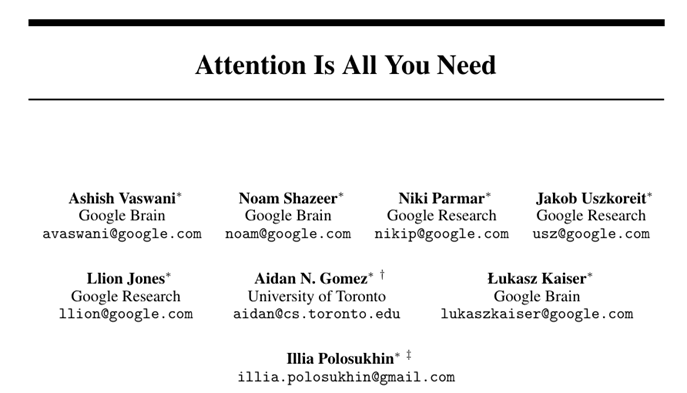 Attention Is All You Need
Ashish Vaswani* Noam Shazeer* Niki Parmar* Jakob Uszkoreit*
Google Brain Google Brain Google Research Google Research
avaswani@google.com noam@google.com nikip@google.com usz@google.com
Llion Jones* Aidan N. Gomez* † Łukasz Kaiser*
Google Research University of Toronto Google Brain
llion@google.com aidan@cs.toronto.edu lukaszkaiser@google.com
Illia Polosukhin* ‡
illia.polosukhin@gmail.com